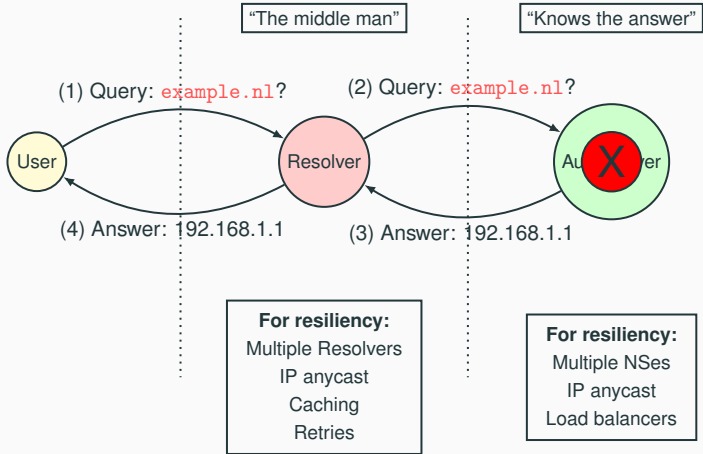 “The middle man”
“Knows the answer”
(1) Query: example.nl?
(2) Query: example.nl?
User
Resolver
X
(4) Answer: 192.168.1.1
(3) Answer: 192.168.1.1
For resiliency:
Multiple Resolvers
IP anycast
Caching
Retries
For resiliency:
Multiple NSes
IP anycast
Load balancers